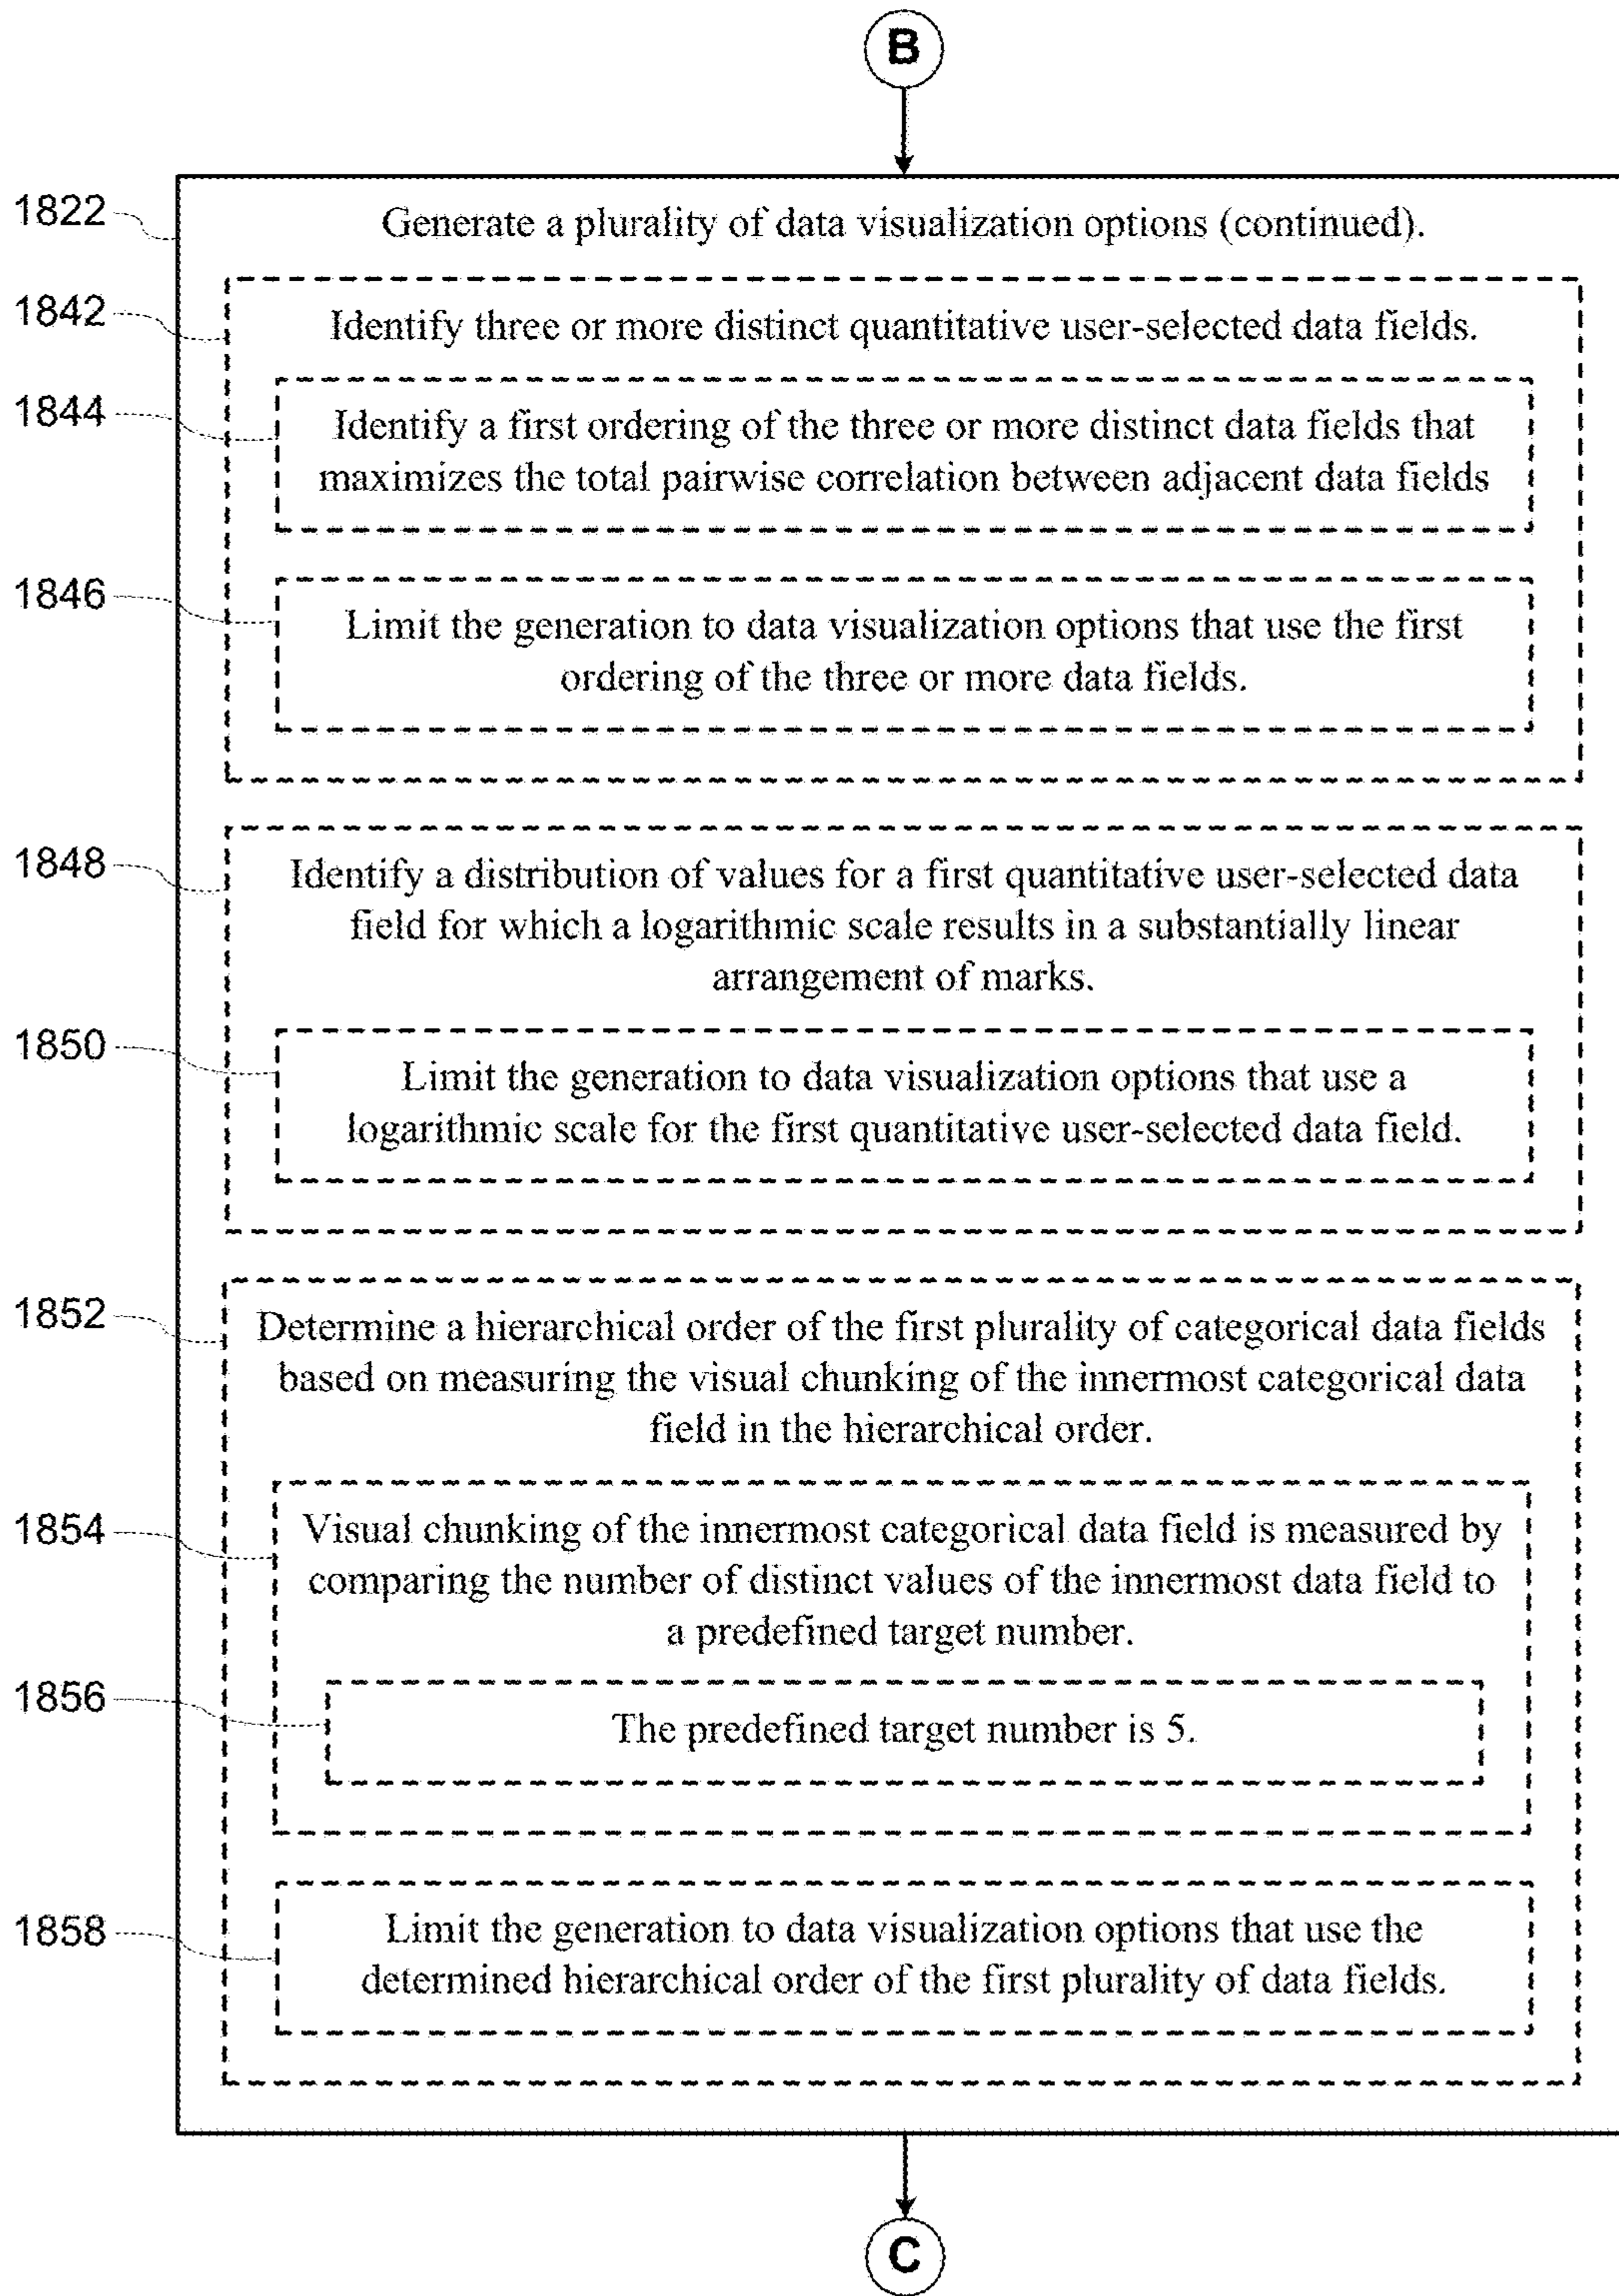 B
1822
Generate a plurality of data visualization options (continued).
1842
Identify three or more distinct quantitative user-selected data fields.
1844
Identify a first ordering of the three or more distinct data fields that
maximizes the total pairwise correlation between adjacent data fields
1846
Limit the generation to data visualization options that use the first
ordering of the three or more data fields.
1848
Identify a distribution of values for a first quantitative user-selected data
field for which a logarithmic scale results in a substantially linear
arrangement of marks.
1850
Limit the generation to data visualization options that use a
logarithmic scale for the first quantitative user-selected data field.
1852
Determine a hierarchical order of the first plurality of categorical data fields
based on measuring the visual chunking of the innermost categorical data
field in the hierarchical order.
1854
Visual chunking of the innermost categorical data field is measured by
comparing the number of distinct values of the innermost data field to
a predefined target number.
1856
The predefined target number is 5.
1858
Limit the generation to data visualization options that use the
determined hierarchical order of the first plurality of data fields.
C